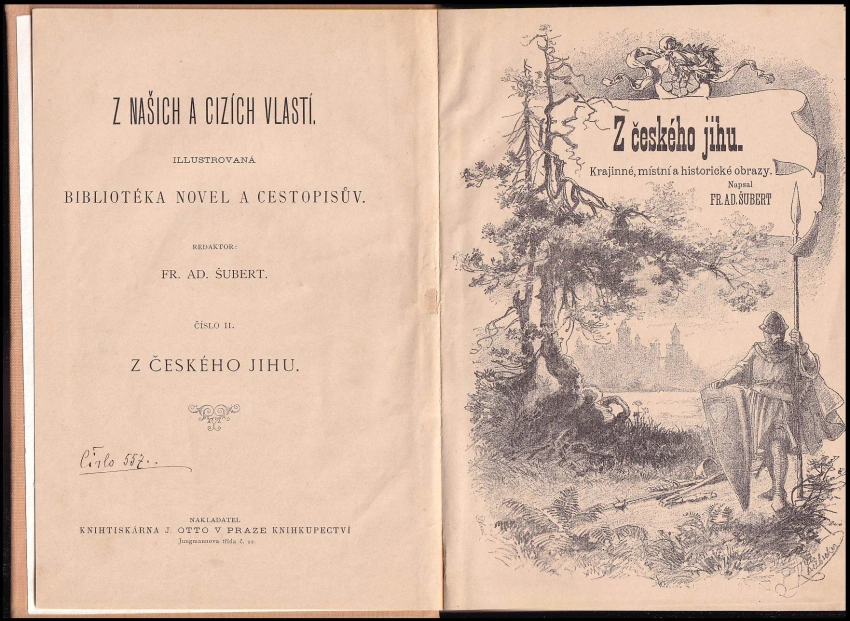 Z NAŠICH A CIZÍCH VLASTÍ.
ILLUSTROVANÁ
BIBLIOTÉKA NOVEL A CESTOPISŮV.
REDAKTOR:
FR. AD. ŠUBERT.
ČÍSLO II.
Z ČESKÉHO JIHU.
Číslo 557..
NAKLADATEL
KNIHTISKÁRNA J. OTTO V PRAZE KNIHKUPECTVÍ
Jungmannova třída č.
Z českého jihu.
Krajinné, místní a historické obrazy.
Napsal
FR. AD. ŠUBERT